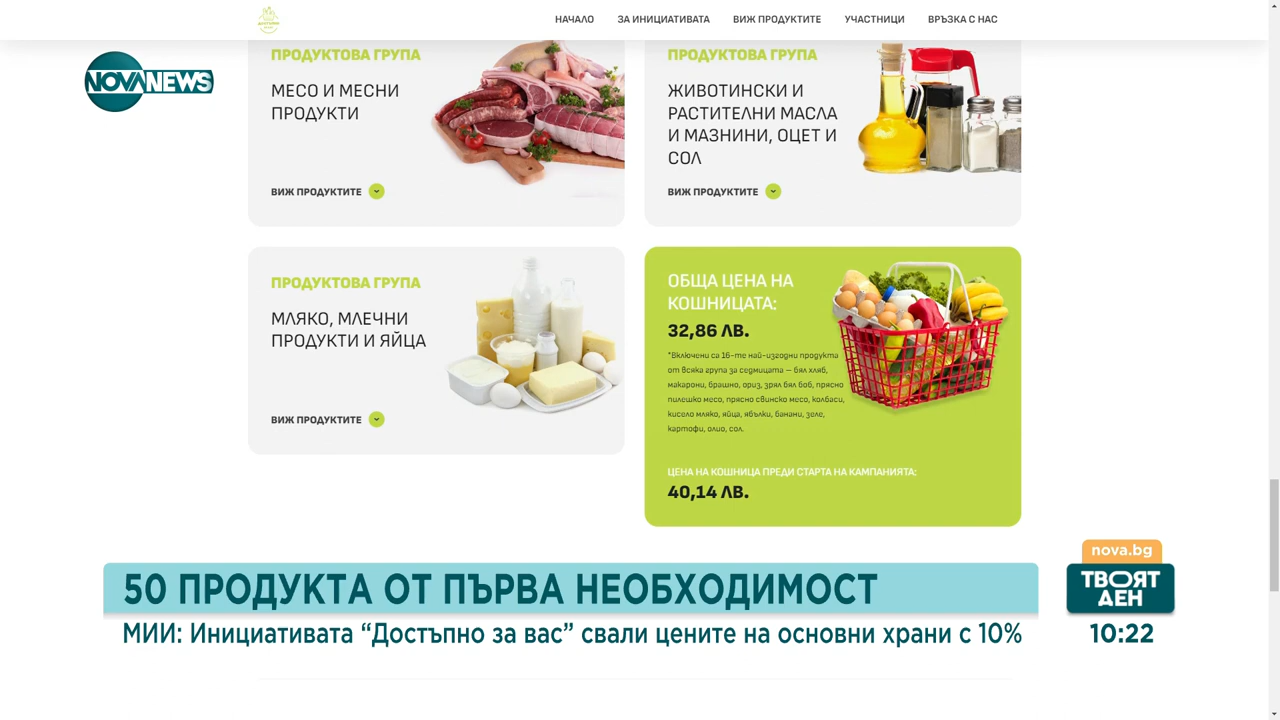 НАЧАЛО
ЗА ИНИЦИАТИВАТА
ВИЖ ПРОДУКТИТЕ
УЧАСТНИЦИ
ВРЪЗКА С НАС
NOVANEWS
ПРОДУКТОВА ГРУПА
МЕСО И МЕСНИ
ПРОДУКТИ
ВИЖ ПРОДУКТИТЕ
ПРОДУКТОВА ГРУПА
ЖИВОТИНСКИ И
РАСТИТЕЛНИ МАСЛА
И МАЗНИНИ, ОЦЕТ И
СОЛ
ВИЖ ПРОДУКТИТЕ
ПРОДУКТОВА ГРУПА
МЛЯКО, МЛЕЧНИ
ПРОДУКТИ И ЯЙЦА
ВИЖ ПРОДУКТИТЕ
ОБЩА ЦЕНА НА
КОШНИЦАТА:
32,86 ЛВ.
*Включени са 16-те най-изгодни продукта
от всяка група за седмицата – бял хляб,
макарони, брашно, ориз, зрял бял боб, прясно
пилешко месо, прясно свинско месо, колбаси,
кисело мляко, яйца, ябълки, банани, зеле,
картофи, олио, сол.
ЦЕНА НА КОШНИЦА ПРЕДИ СТАРТА НА КАМПАНИЯТА:
40,14 ЛВ.
50 ПРОДУКТА ОТ ПЪРВА НЕОБХОДИМОСТ
МИИ: Инициативата “Достъпно за вас” свали цените на основни храни с 10%
nova.bg
ТВОЯТ
ДЕН
10:22